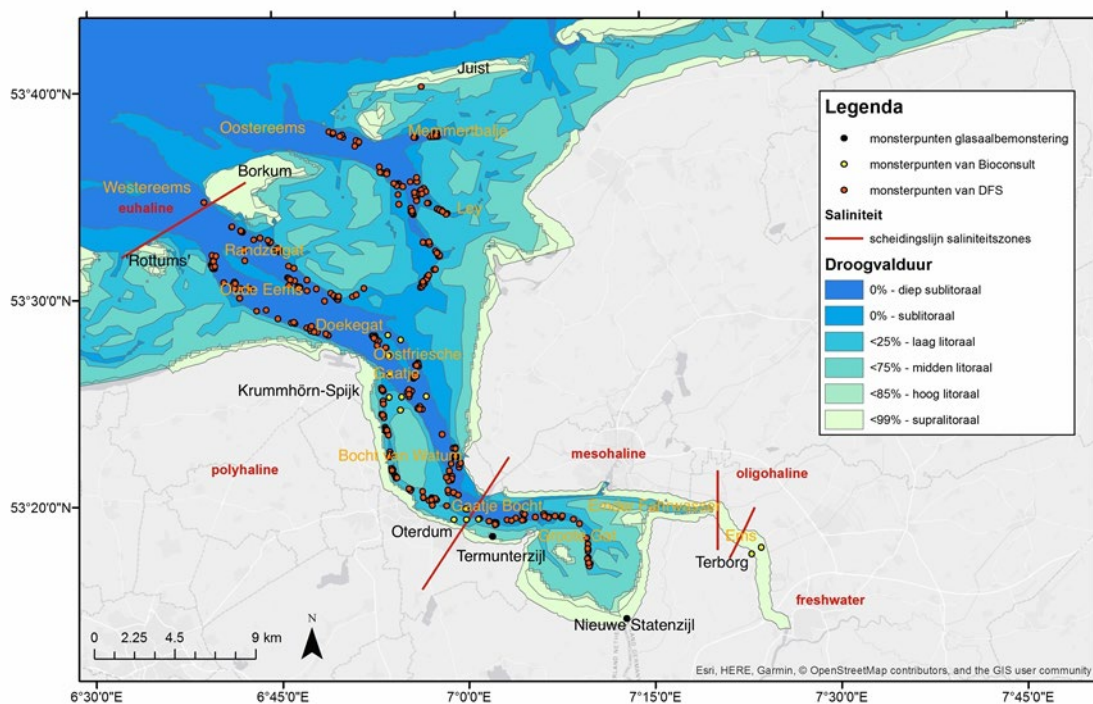 53°40'0"N
53°30'0"N
53°20'0"N
Juist
Oostereems
Memmertbalje
Borkum
Westereems
euhaline
Ley
Randzelgat
'Rottums'
Oude Eems
Doekegat
Oostfriesche
Gaatje
Krummhörn-Spijk
polyhaline
Bocht van Watum
mesohaline
oligohaline
Gaatje Bocht
Emder Fahrwasser
Oterdum
Groote Gat
Ems
Termunterzijl
Terborg
freshwater
Nieuwe Statenzijl
Legenda
monsterpunten glasaalbemonstering
monsterpunten van Bioconsult
monsterpunten van DFS
Saliniteit
scheidingslijn saliniteitszones
Droogvalduur
0% - diep sublitoraal
0% - sublitoraal
<25% - laag litoraal
<75% - midden litoraal
<85% - hoog litoraal
<99% - supralitoraal
N
0 2.25 4.5 9 km
Esri, HERE, Garmin, © OpenStreetMap contributors, and the GIS user community
6°30'0"E 6°45'0"E 7°0'0"E 7°15'0"E 7°30'0"E 7°45'0"E